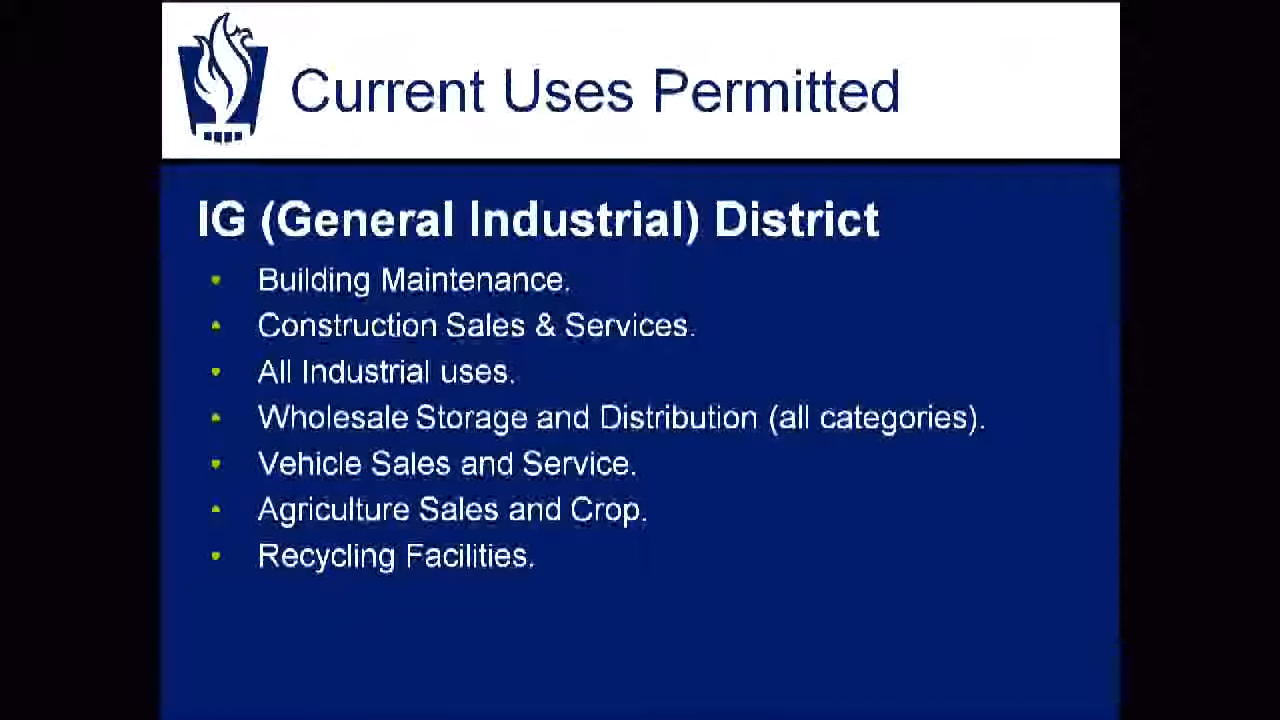 Current Uses Permitted
IG (General Industrial) District
• Building Maintenance.
• Construction Sales & Services.
• All Industrial uses.
• Wholesale Storage and Distribution (all categories).
• Vehicle Sales and Service.
• Agriculture Sales and Crop.
• Recycling Facilities.